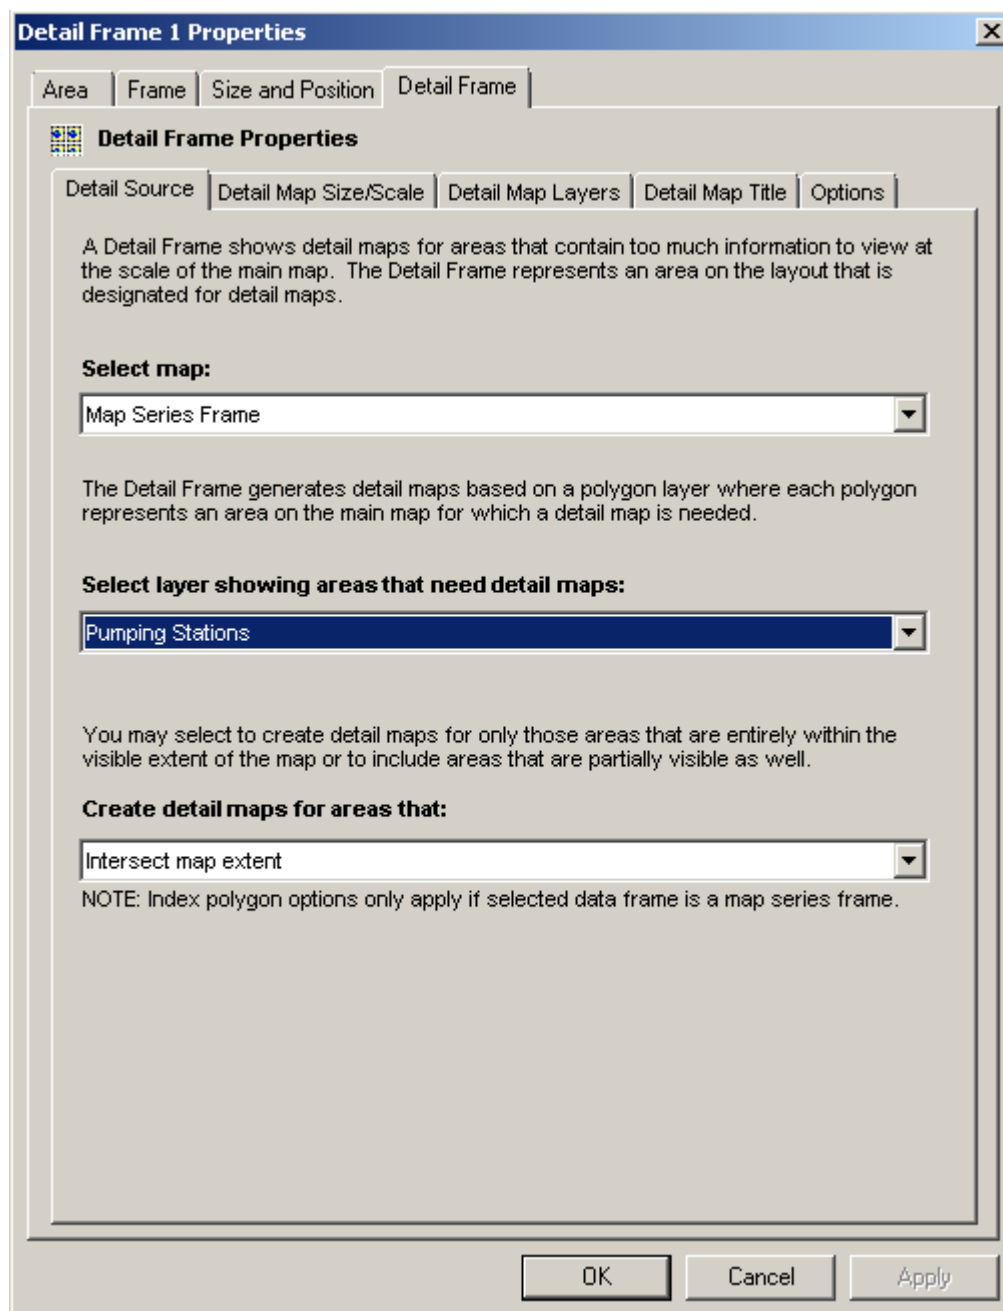 Detail Frame 1 Properties
Area Frame Size and Position Detail Frame
Detail Frame Properties
Detail Source Detail Map Size/Scale Detail Map Layers Detail Map Title Options
A Detail Frame shows detail maps for areas that contain too much information to view at
the scale of the main map.  The Detail Frame represents an area on the layout that is
designated for detail maps.
Select map:
Map Series Frame
The Detail Frame generates detail maps based on a polygon layer where each polygon
represents an area on the main map for which a detail map is needed.
Select layer showing areas that need detail maps:
Pumping Stations
You may select to create detail maps for only those areas that are entirely within the
visible extent of the map or to include areas that are partially visible as well.
Create detail maps for areas that:
Intersect map extent
NOTE: Index polygon options only apply if selected data frame is a map series frame.
OK Cancel Apply